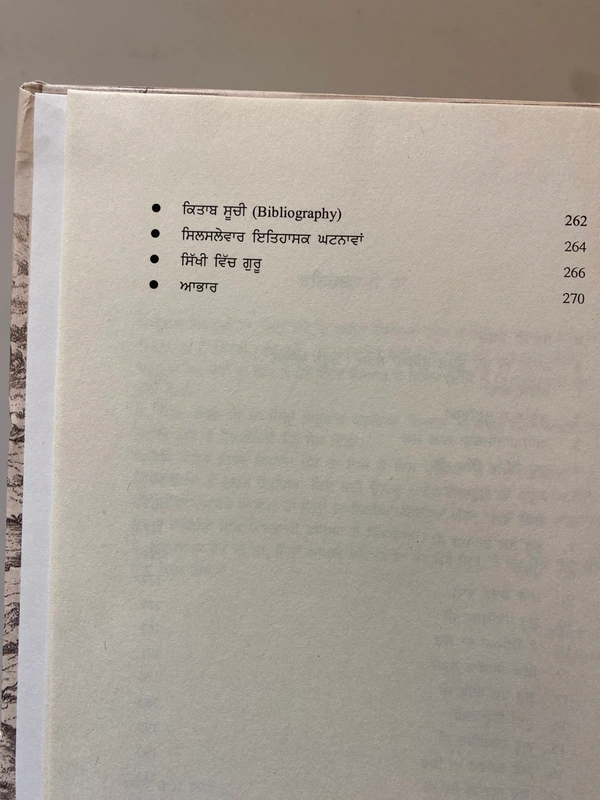 ● ਕਿਤਾਬ ਸੂਚੀ (Bibliography) 262
● ਸਿਲਸਲੇਵਾਰ ਇਤਿਹਾਸਕ ਘਟਨਾਵਾਂ 264
● ਸਿੱਖੀ ਵਿੱਚ ਗੁਰੂ 266
● ਆਭਾਰ 270